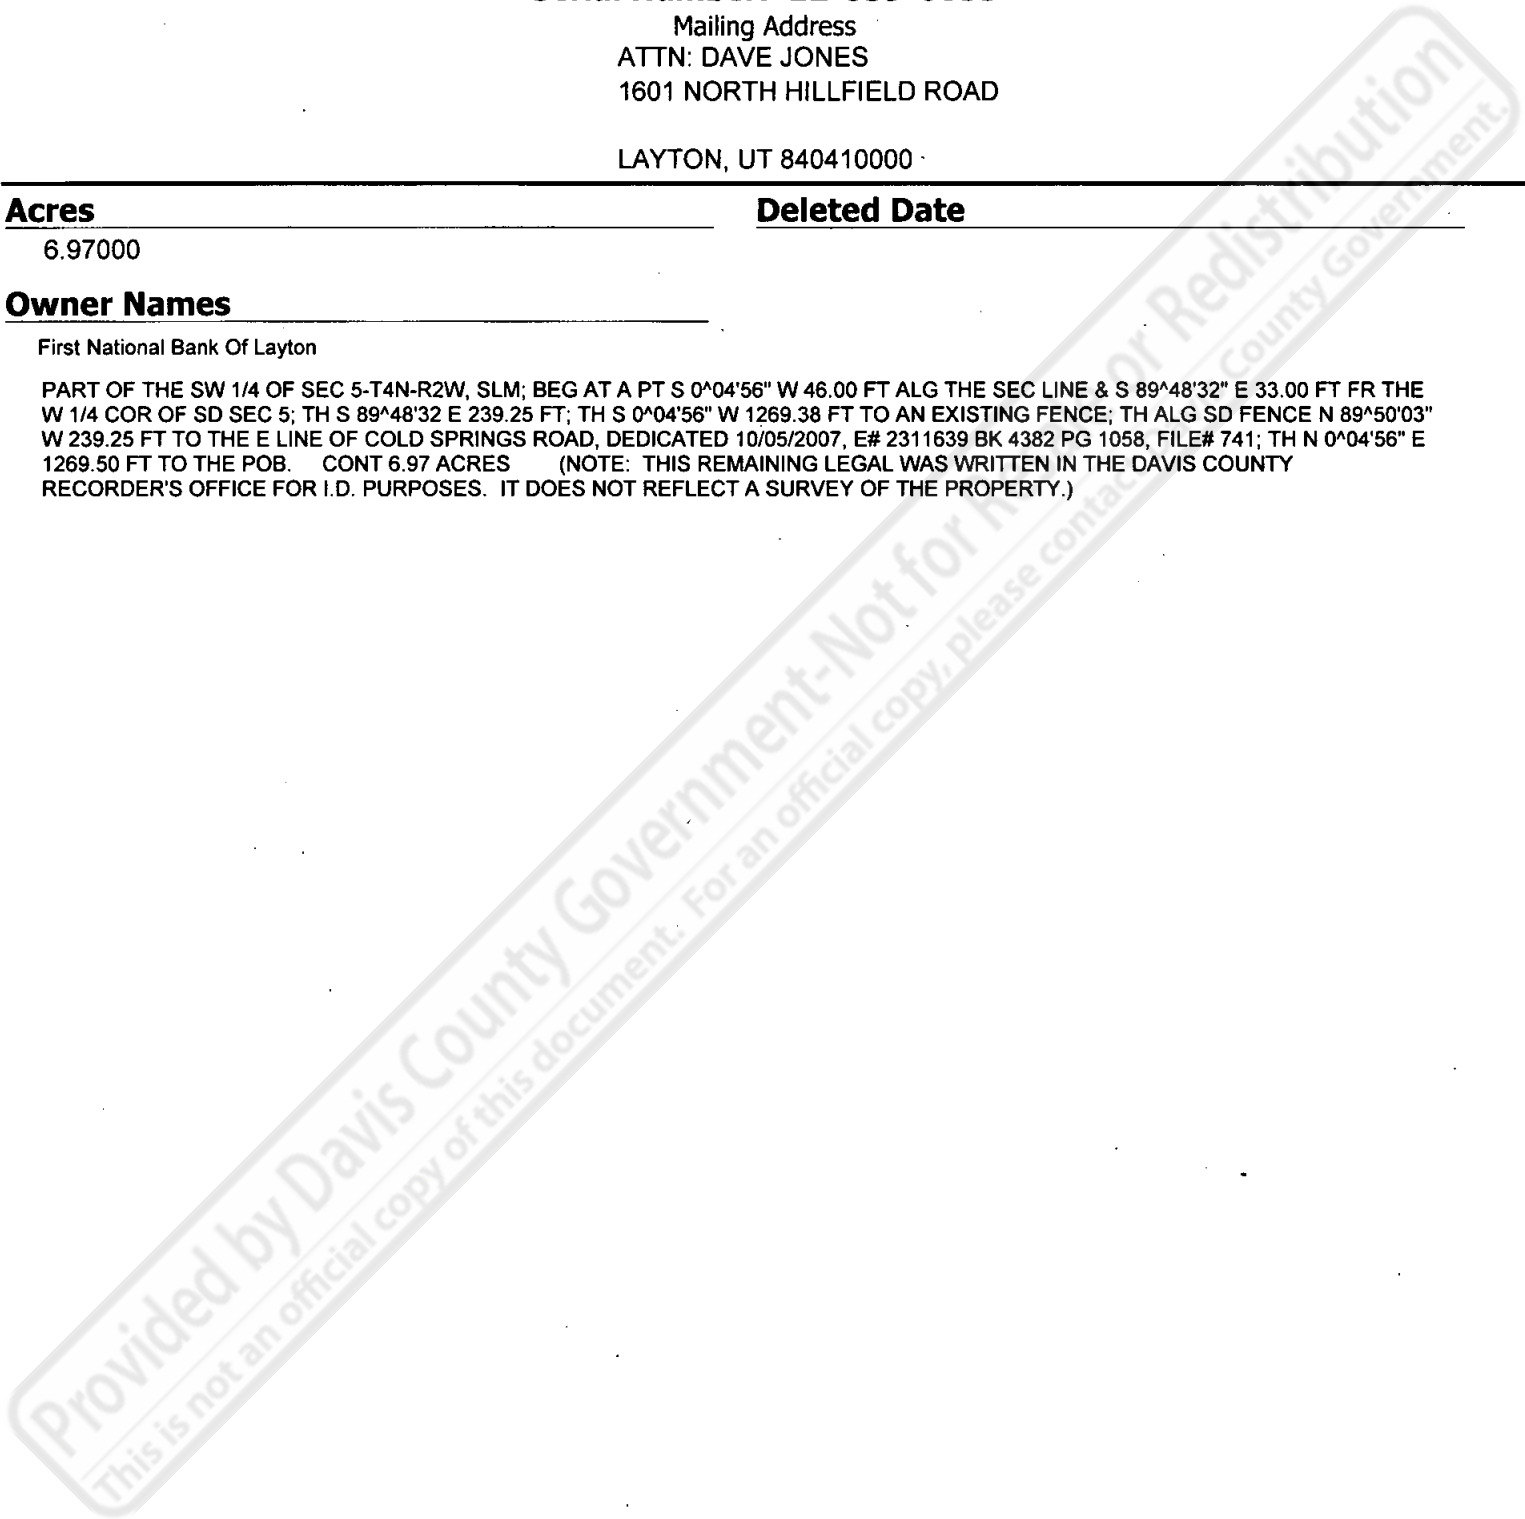 Mailing Address
ATTN: DAVE JONES
1601 NORTH HILLFIELD ROAD
LAYTON, UT 840410000
Acres
Deleted Date
6.97000
Owner Names
First National Bank Of Layton
PART OF THE SW 1/4 OF SEC 5-T4N-R2W, SLM; BEG AT A PT S 0^04'56" W 46.00 FT ALG THE SEC LINE & S 89^48'32" E 33.00 FT FR THE
W 1/4 COR OF SD SEC 5; TH S 89^48'32 E 239.25 FT; TH S 0^04'56" W 1269.38 FT TO AN EXISTING FENCE; TH ALG SD FENCE N 89^50'03"
W 239.25 FT TO THE E LINE OF COLD SPRINGS ROAD, DEDICATED 10/05/2007, E# 2311639 BK 4382 PG 1058, FILE# 741; TH N 0^04'56" E
1269.50 FT TO THE POB. CONT 6.97 ACRES (NOTE: THIS REMAINING LEGAL WAS WRITTEN IN THE DAVIS COUNTY
RECORDER'S OFFICE FOR I.D. PURPOSES. IT DOES NOT REFLECT A SURVEY OF THE PROPERTY.)
Provided by Davis County Government-Not for Resale or Redistribution
This is not an official copy of this document. For an official copy, please contact Davis County Government.